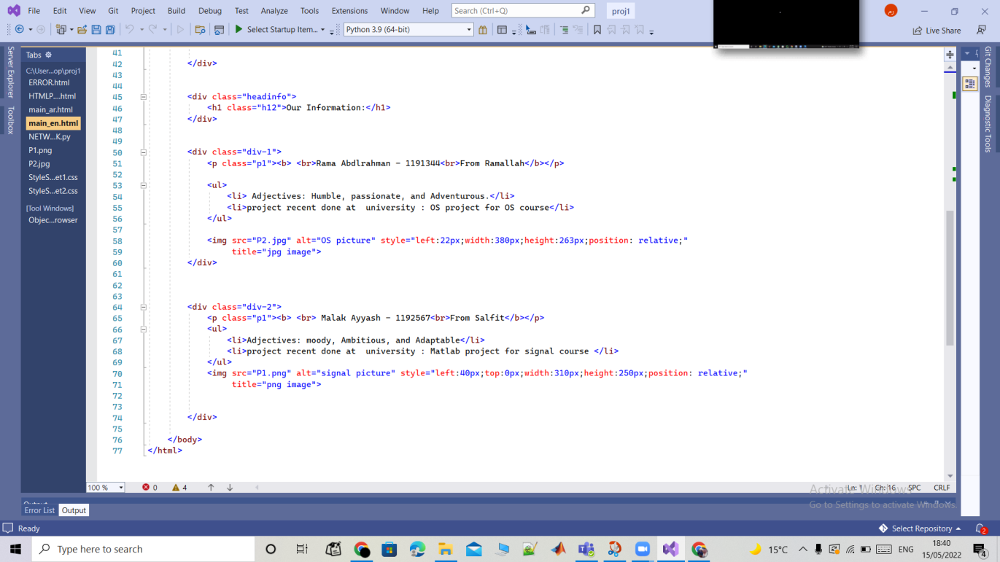 File Edit View Git Project Build Debug Test Analyze Tools Extensions Window Help Search (Ctrl+Q) proj1 رم
Select Startup Item... Python 3.9 (64-bit) Live Share
Server Explorer
Toolbox
Tabs
C:\User...op\proj1
ERROR.html
HTMLP....html
main_ar.html
main_en.html
NETW...K.py
P1.png
P2.jpg
StyleS...et1.css
StyleS...et2.css
[Tool Windows]
Objec...rowser
41
42 </div>
43
44
45 <div class="headinfo">
46 <h1 class="h12">Our Information:</h1>
47 </div>
48
49
50 <div class="div-1">
51 <p class="p1"><b> <br>Rama Abdlrahman - 1191344<br>From Ramallah</b></p>
52
53 <ul>
54 <li> Adjectives: Humble, passionate, and Adventurous.</li>
55 <li>project recent done at  university : OS project for OS course</li>
56 </ul>
57
58 <img src="P2.jpg" alt="OS picture" style="left:22px;width:380px;height:263px;position: relative;"
59 title="jpg image">
60 </div>
61
62
63
64 <div class="div-2">
65 <p class="p1"><b> <br> Malak Ayyash - 1192567<br>From Salfit</b></p>
66 <ul>
67 <li>Adjectives: moody, Ambitious, and Adaptable</li>
68 <li>project recent done at  university : Matlab project for signal course </li>
69 </ul>
70 <img src="P1.png" alt="signal picture" style="left:40px;top:0px;width:310px;height:250px;position: relative;"
71 title="png image">
72
73
74 </div>
75
76 </body>
77 </html>
Git Changes
Diagnostic Tools
100 % 0 4 Ln: 1 Ch: 16 SPC CRLF
Activate Windows
Go to Settings to activate Windows.
Output
Error List Output
Ready Select Repository 2
Type here to search 15°C ENG 18:40
15/05/2022 4